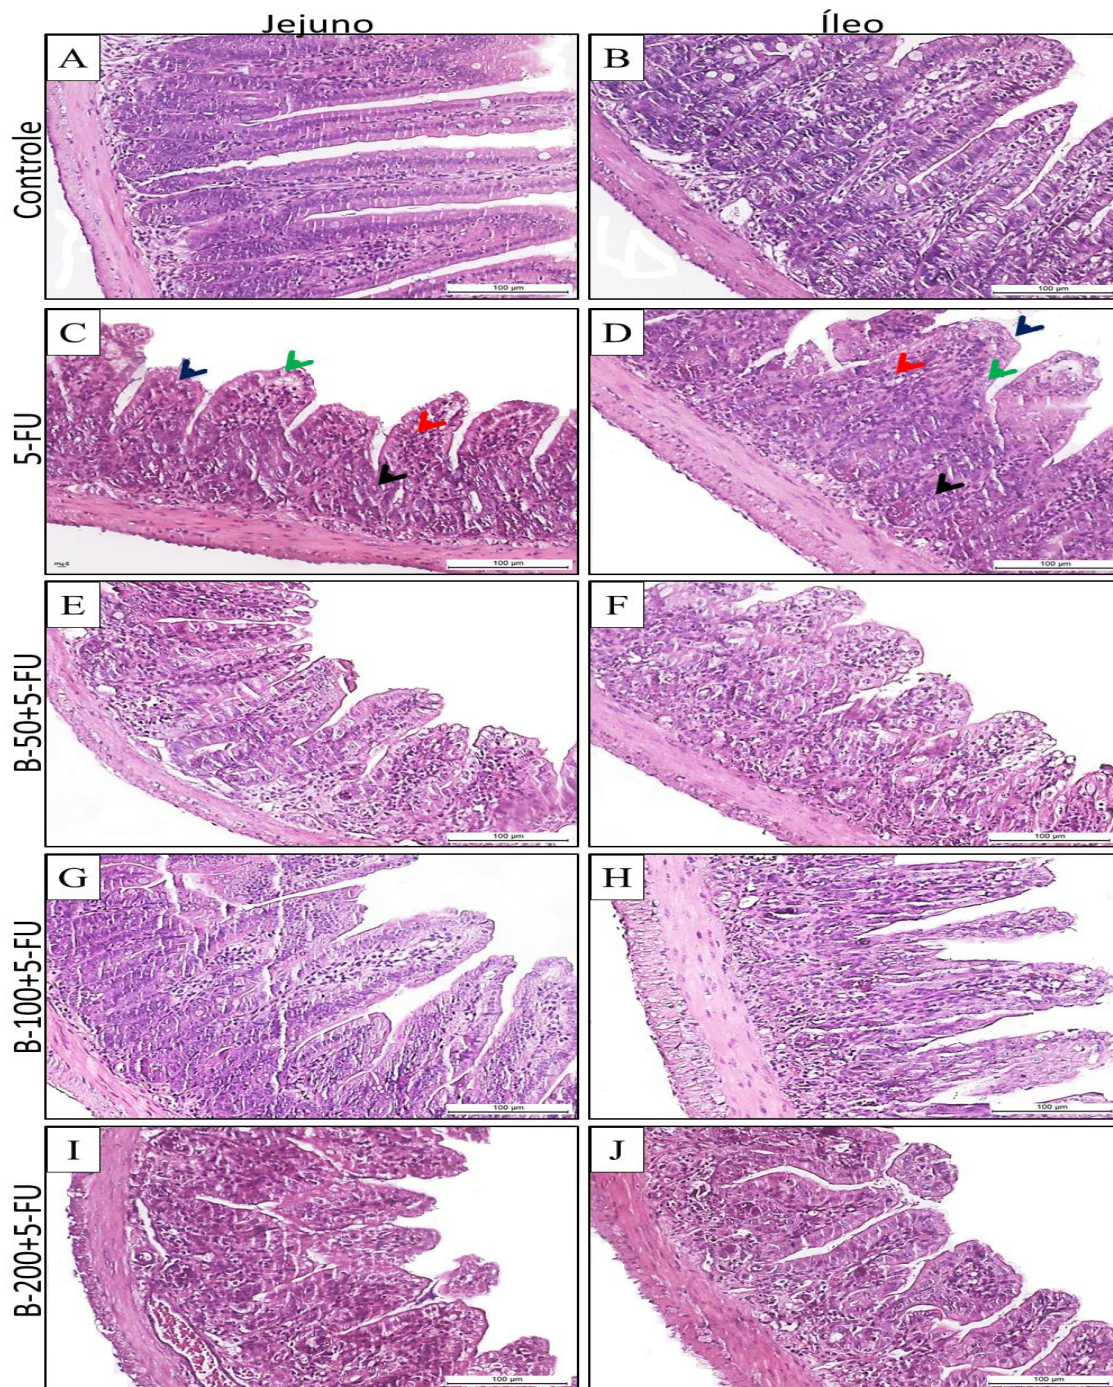 Jejuno Íleo
Controle
A B
100 µm 100 µm
5-FU
C D
100 µm 100 µm
B-50+5-FU
E F
100 µm 100 µm
B-100+5-FU
G H
100 µm 100 µm
B-200+5-FU
I J
100 µm 100 µm